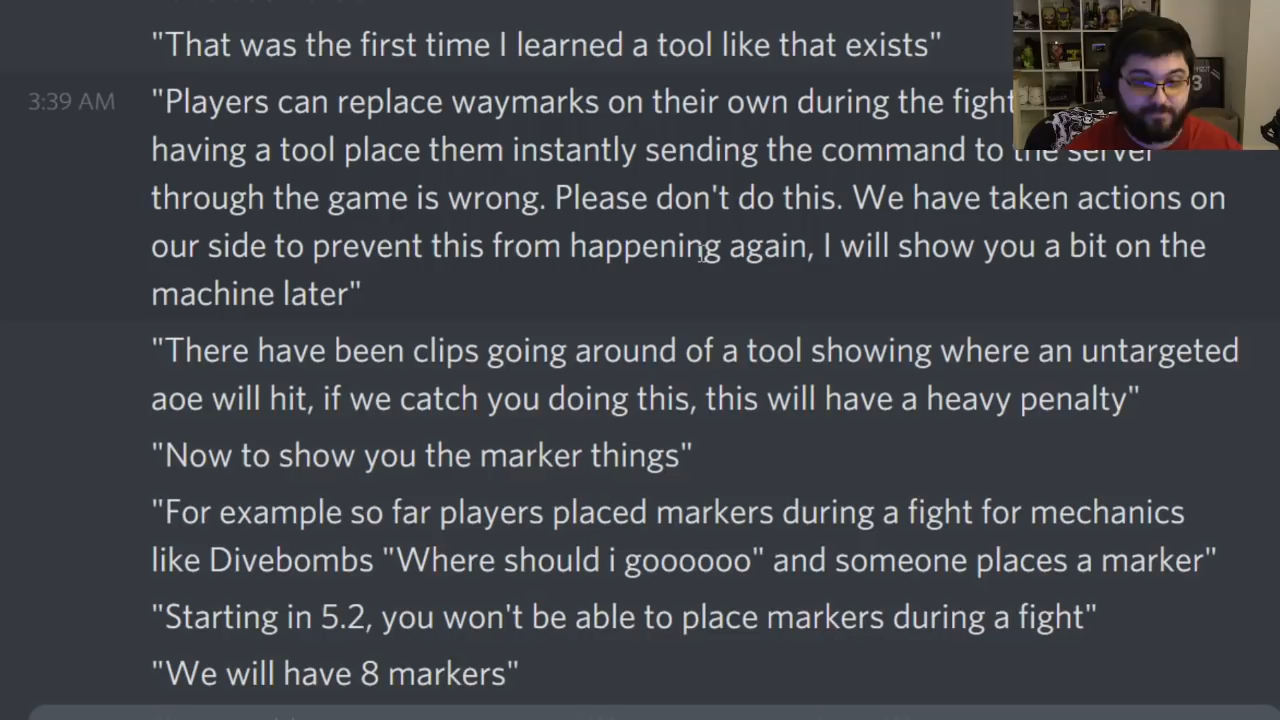 "That was the first time I learned a tool like that exists"
3:39 AM
"Players can replace waymarks on their own during the fight
having a tool place them instantly sending the command to the server
through the game is wrong. Please don't do this. We have taken actions on
our side to prevent this from happening again, I will show you a bit on the
machine later"
"There have been clips going around of a tool showing where an untargeted
aoe will hit, if we catch you doing this, this will have a heavy penalty"
"Now to show you the marker things"
"For example so far players placed markers during a fight for mechanics
like Divebombs "Where should i goooooo" and someone places a marker"
"Starting in 5.2, you won't be able to place markers during a fight"
"We will have 8 markers"